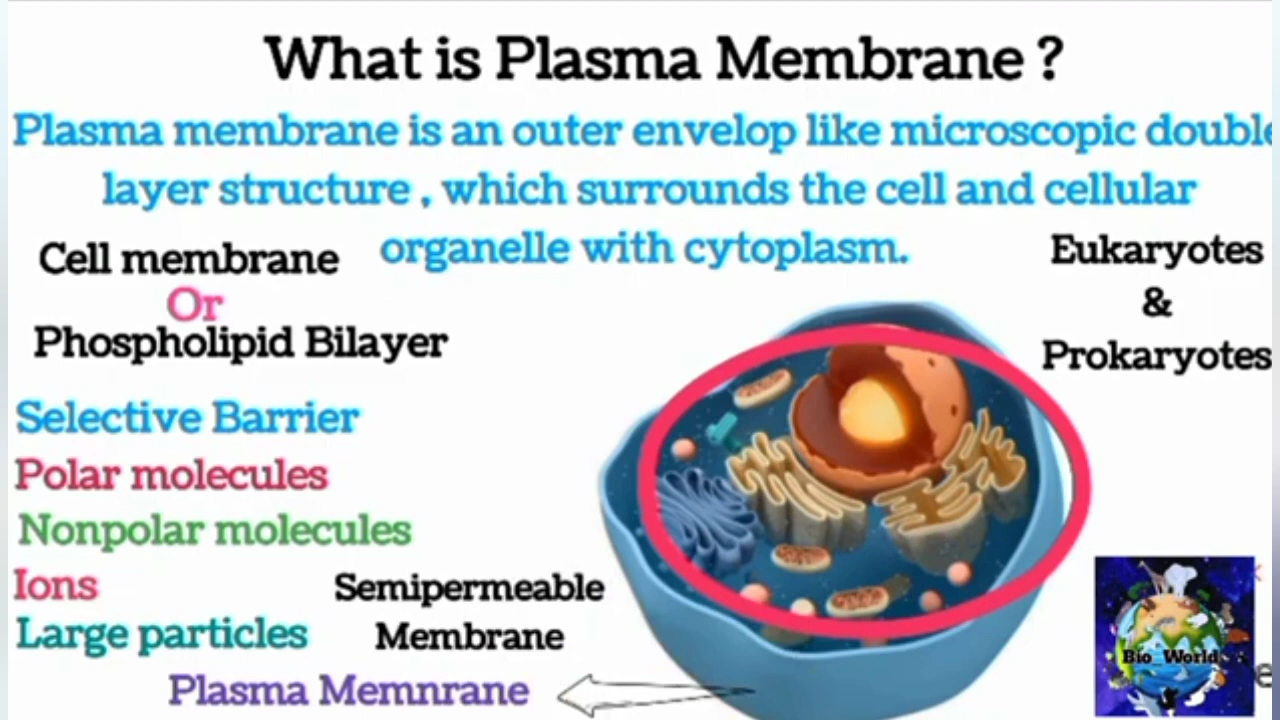 What is Plasma Membrane ?
Plasma membrane is an outer envelop like microscopic double
layer structure , which surrounds the cell and cellular
organelle with cytoplasm.
Cell membrane
Or
Phospholipid Bilayer
Eukaryotes
&
Prokaryotes
Selective Barrier
Polar molecules
Nonpolar molecules
Ions
Large particles
Semipermeable
Membrane
Plasma Memnrane
Bio World